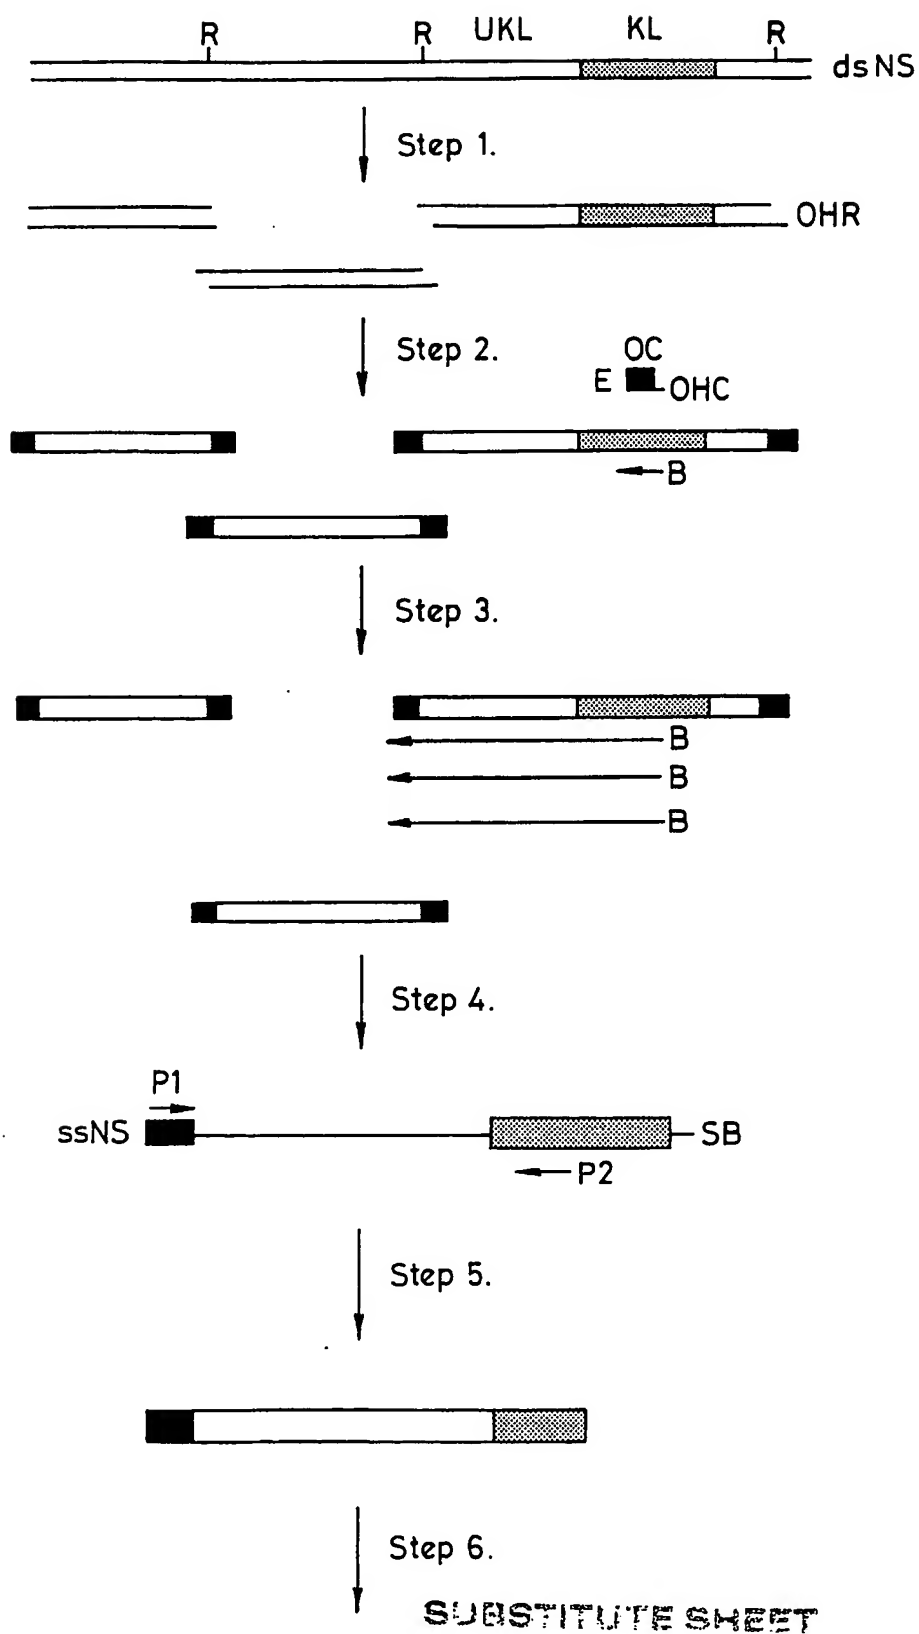 R R UKL KL R
dsNS
Step 1.
OHR
Step 2.
OC
E OHC
B
Step 3.
B
B
B
Step 4.
P1
ssNS SB
P2
Step 5.
Step 6.
SUBSTITUTE SHEET